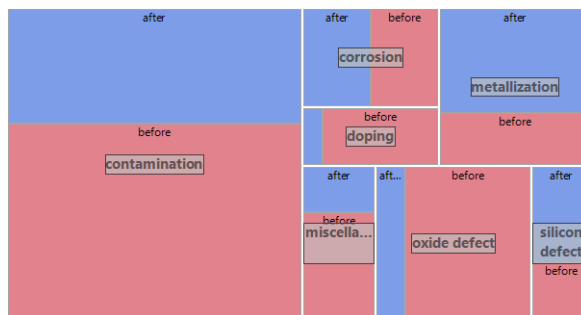 after
before
contamination
after
before
corrosion
before
doping
after
metallization
before
after
before
miscella...
aft...
before
oxide defect
after
silicon
defect
before